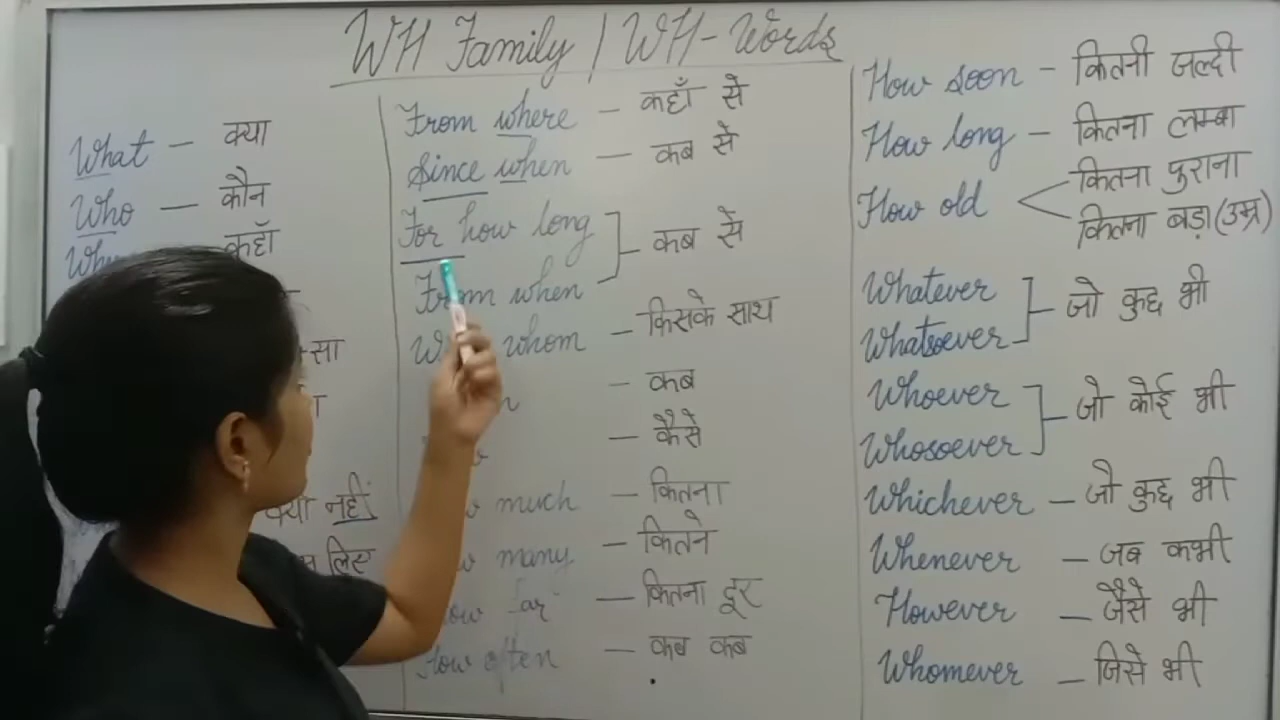 WH Family / WH-Words
What — क्या
Who — कौन
कहाँ
क्या नहीं
लिए
From where — कहाँ से
Since when — कब से
For how long
From when
कब से
whom — किसके साथ
— कब
— कैसे
much — कितना
many — कितने
far — कितना दूर
How often — कब कब
How soon — कितनी जल्दी
How long — कितना लम्बा
How old
कितना पुराना
कितना बड़ा (उम्र)
Whatever
Whatsoever
जो कुछ भी
Whoever
Whosoever
जो कोई भी
Whichever — जो कुछ भी
Whenever — जब कभी
However — जैसे भी
Whomever — जिसे भी